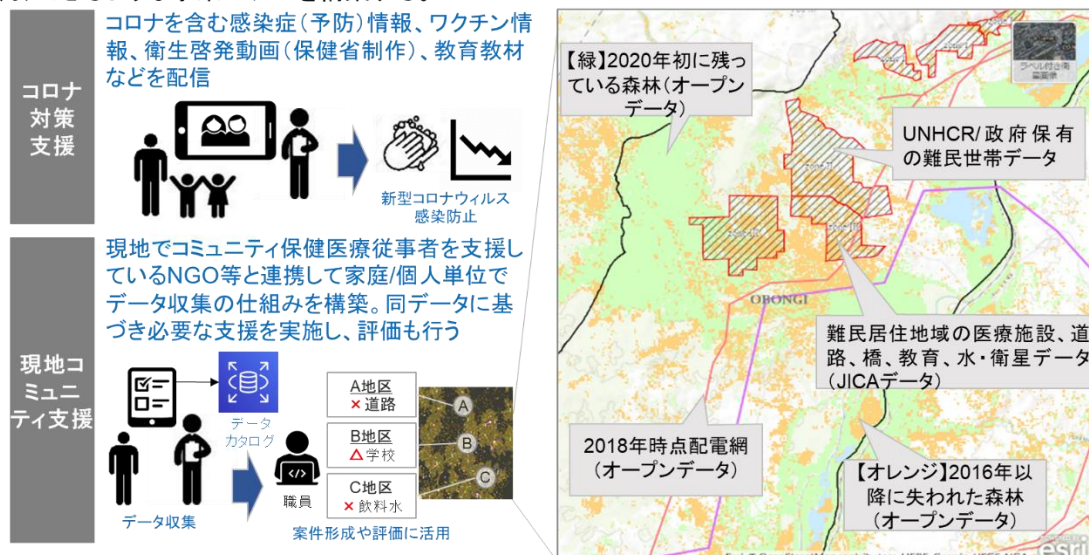 コロナ
対策
支援
コロナを含む感染症(予防)情報、ワクチン情
報、衛生啓発動画(保健省制作)、教育教材
などを配信
新型コロナウィルス
感染防止
現地コ
ミュニ
ティ支援
現地でコミュニティ保健医療従事者を支援し
ているNGO等と連携して家庭/個人単位で
データ収集の仕組みを構築。同データに基
づき必要な支援を実施し、評価も行う
データ
カタログ
データ収集
職員
A地区
×道路
B地区
△学校
C地区
×飲料水
A
B
C
案件形成や評価に活用
【緑】2020年初に残っ
ている森林(オープン
データ)
ラベル付き衛
星画像
UNHCR/政府保有
の難民世帯データ
OBONGI
難民居住地域の医療施設、道
路、橋、教育、水・衛星データ
(JICAデータ)
2018年時点配電網
(オープンデータ)
【オレンジ】2016年以
降に失われた森林
(オープンデータ)
esri